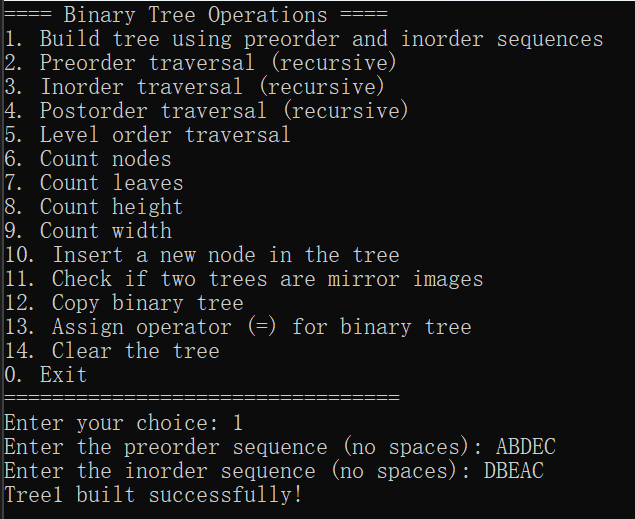 ==== Binary Tree Operations ====
1. Build tree using preorder and inorder sequences
2. Preorder traversal (recursive)
3. Inorder traversal (recursive)
4. Postorder traversal (recursive)
5. Level order traversal
6. Count nodes
7. Count leaves
8. Count height
9. Count width
10. Insert a new node in the tree
11. Check if two trees are mirror images
12. Copy binary tree
13. Assign operator (=) for binary tree
14. Clear the tree
0. Exit
=================================
Enter your choice: 1
Enter the preorder sequence (no spaces): ABDEC
Enter the inorder sequence (no spaces): DBEAC
Tree1 built successfully!